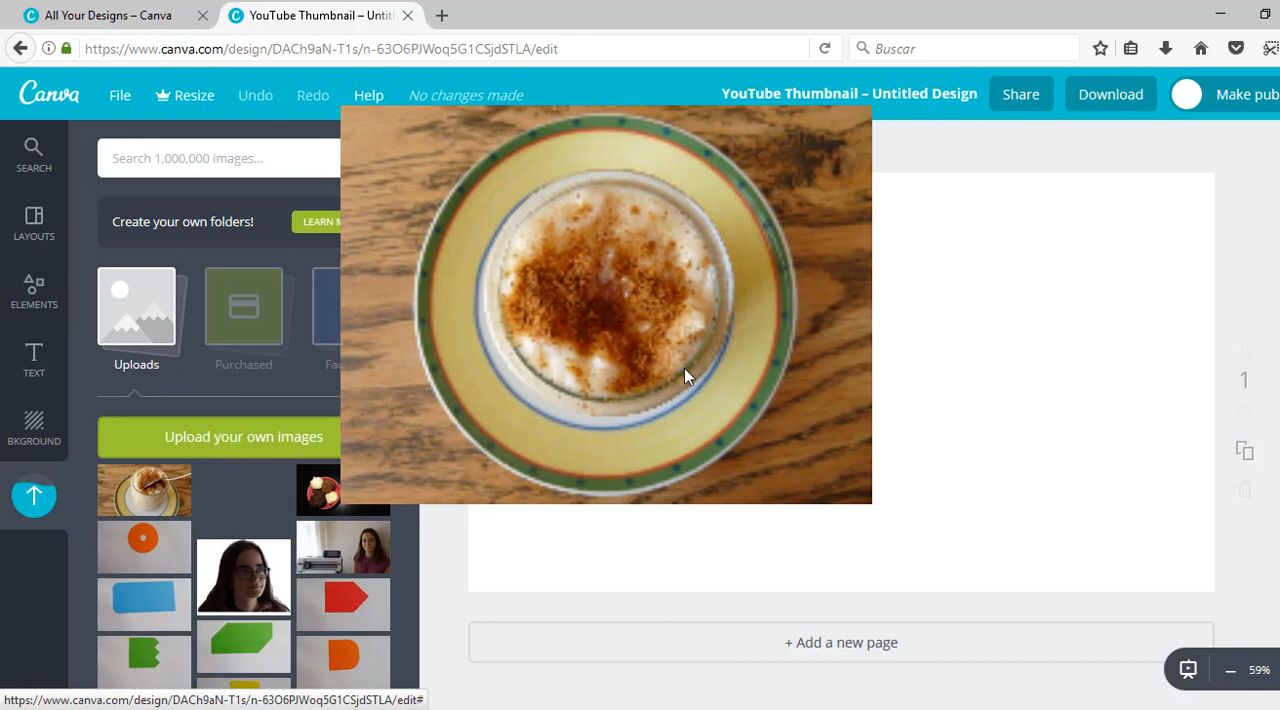 All Your Designs – Canva
YouTube Thumbnail – Untitl
https://www.canva.com/design/DACh9aN-T1s/n-63O6PJWoq5G1CSjdSTLA/edit
Buscar
Canva
File
Resize
Undo
Redo
Help
No changes made
YouTube Thumbnail – Untitled Design
Share
Download
Make pub
SEARCH
Search 1,000,000 images...
LAYOUTS
Create your own folders!
LEARN M
ELEMENTS
TEXT
Uploads
Purchased
Fac
BKGROUND
Upload your own images
1
+ Add a new page
59%
https://www.canva.com/design/DACh9aN-T1s/n-63O6PJWoq5G1CSjdSTLA/edit#